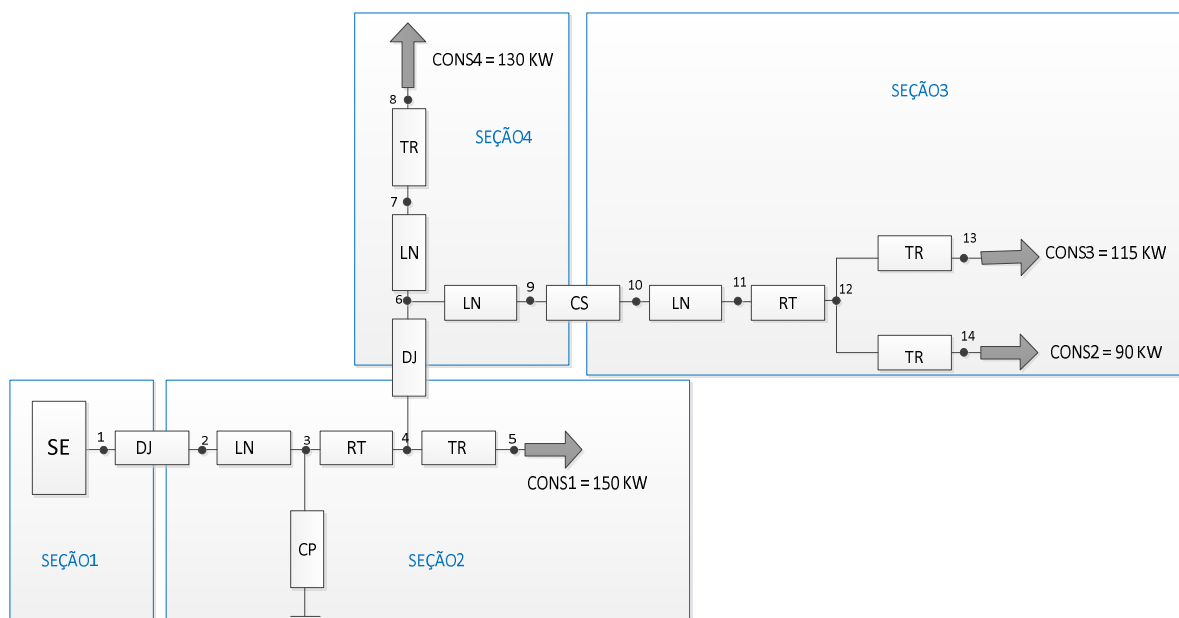 CONS4 = 130 KW
SEÇÃO3
8
TR
SEÇÃO4
7
LN
13
TR
CONS3 = 115 KW
6
LN
9
CS
10
LN
11
RT
12
14
TR
CONS2 = 90 KW
DJ
SE
1
DJ
2
LN
3
RT
4
TR
5
CONS1 = 150 KW
CP
SEÇÃO1
SEÇÃO2